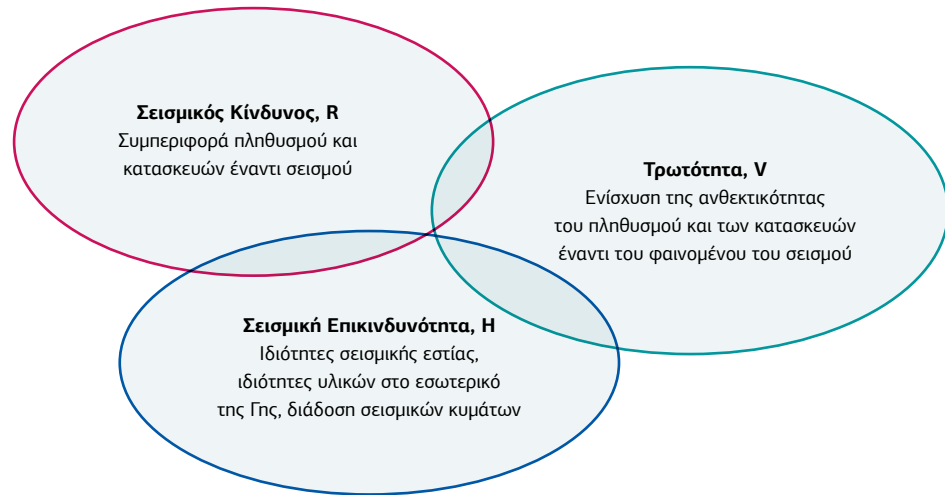 Σεισμικός Κίνδυνος, R
Συμπεριφορά πληθυσμού και
κατασκευών έναντι σεισμού
Τρωτότητα, V
Ενίσχυση της ανθεκτικότητας
του πληθυσμού και των κατασκευών
έναντι του φαινομένου του σεισμού
Σεισμική Επικινδυνότητα, H
Ιδιότητες σεισμικής εστίας,
ιδιότητες υλικών στο εσωτερικό
της Γης, διάδοση σεισμικών κυμάτων